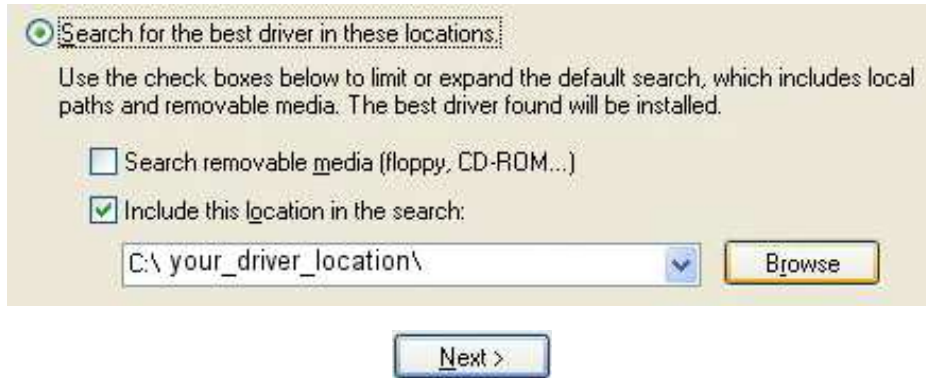 Search for the best driver in these locations.
Use the check boxes below to limit or expand the default search, which includes local
paths and removable media. The best driver found will be installed.
Search removable media (floppy, CD-ROM...)
Include this location in the search:
C:\ your_driver_location\
Browse
Next >